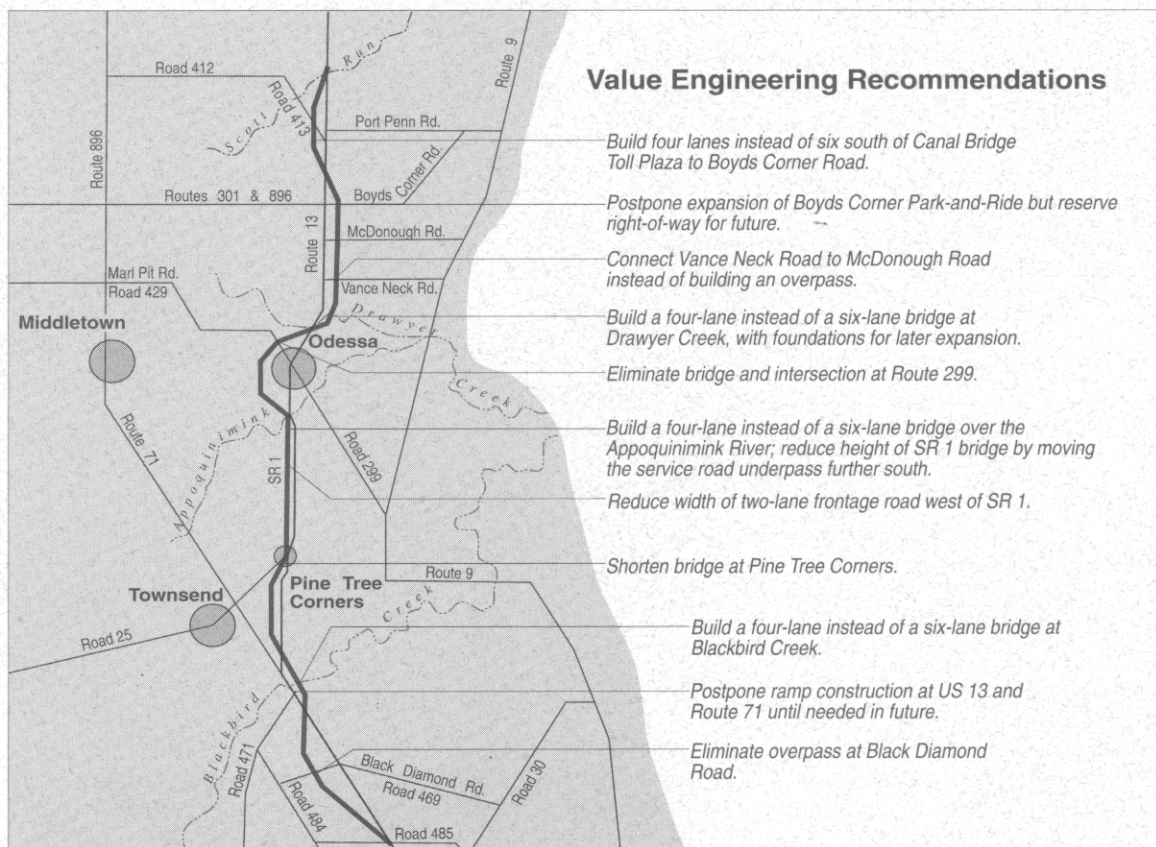 Value Engineering Recommendations
Build four lanes instead of six south of Canal Bridge
Toll Plaza to Boyds Corner Road.
Postpone expansion of Boyds Corner Park-and-Ride but reserve
right-of-way for future.
Connect Vance Neck Road to McDonough Road
instead of building an overpass.
Build a four-lane instead of a six-lane bridge at
Drawyer Creek, with foundations for later expansion.
Eliminate bridge and intersection at Route 299.
Build a four-lane instead of a six-lane bridge over the
Appoquinimink River; reduce height of SR 1 bridge by moving
the service road underpass further south.
Reduce width of two-lane frontage road west of SR 1.
Shorten bridge at Pine Tree Corners.
Build a four-lane instead of a six-lane bridge at
Blackbird Creek.
Postpone ramp construction at US 13 and
Route 71 until needed in future.
Eliminate overpass at Black Diamond
Road.
Road 412
Scott Run
Route 9
Road 413
Port Penn Rd.
Route 896
Routes 301 & 896
Boyds Corner Rd.
Route 13
McDonough Rd.
Marl Pit Rd.
Road 429
Vance Neck Rd.
Middletown
Drawyer Creek
Odessa
Route 71
Appoquinimink
SR 1
Road 299
Pine Tree
Corners
Route 9
Townsend
Road 25
Blackbird Creek
Road 471
Black Diamond Rd.
Road 469
Road 30
Road 484
Road 485